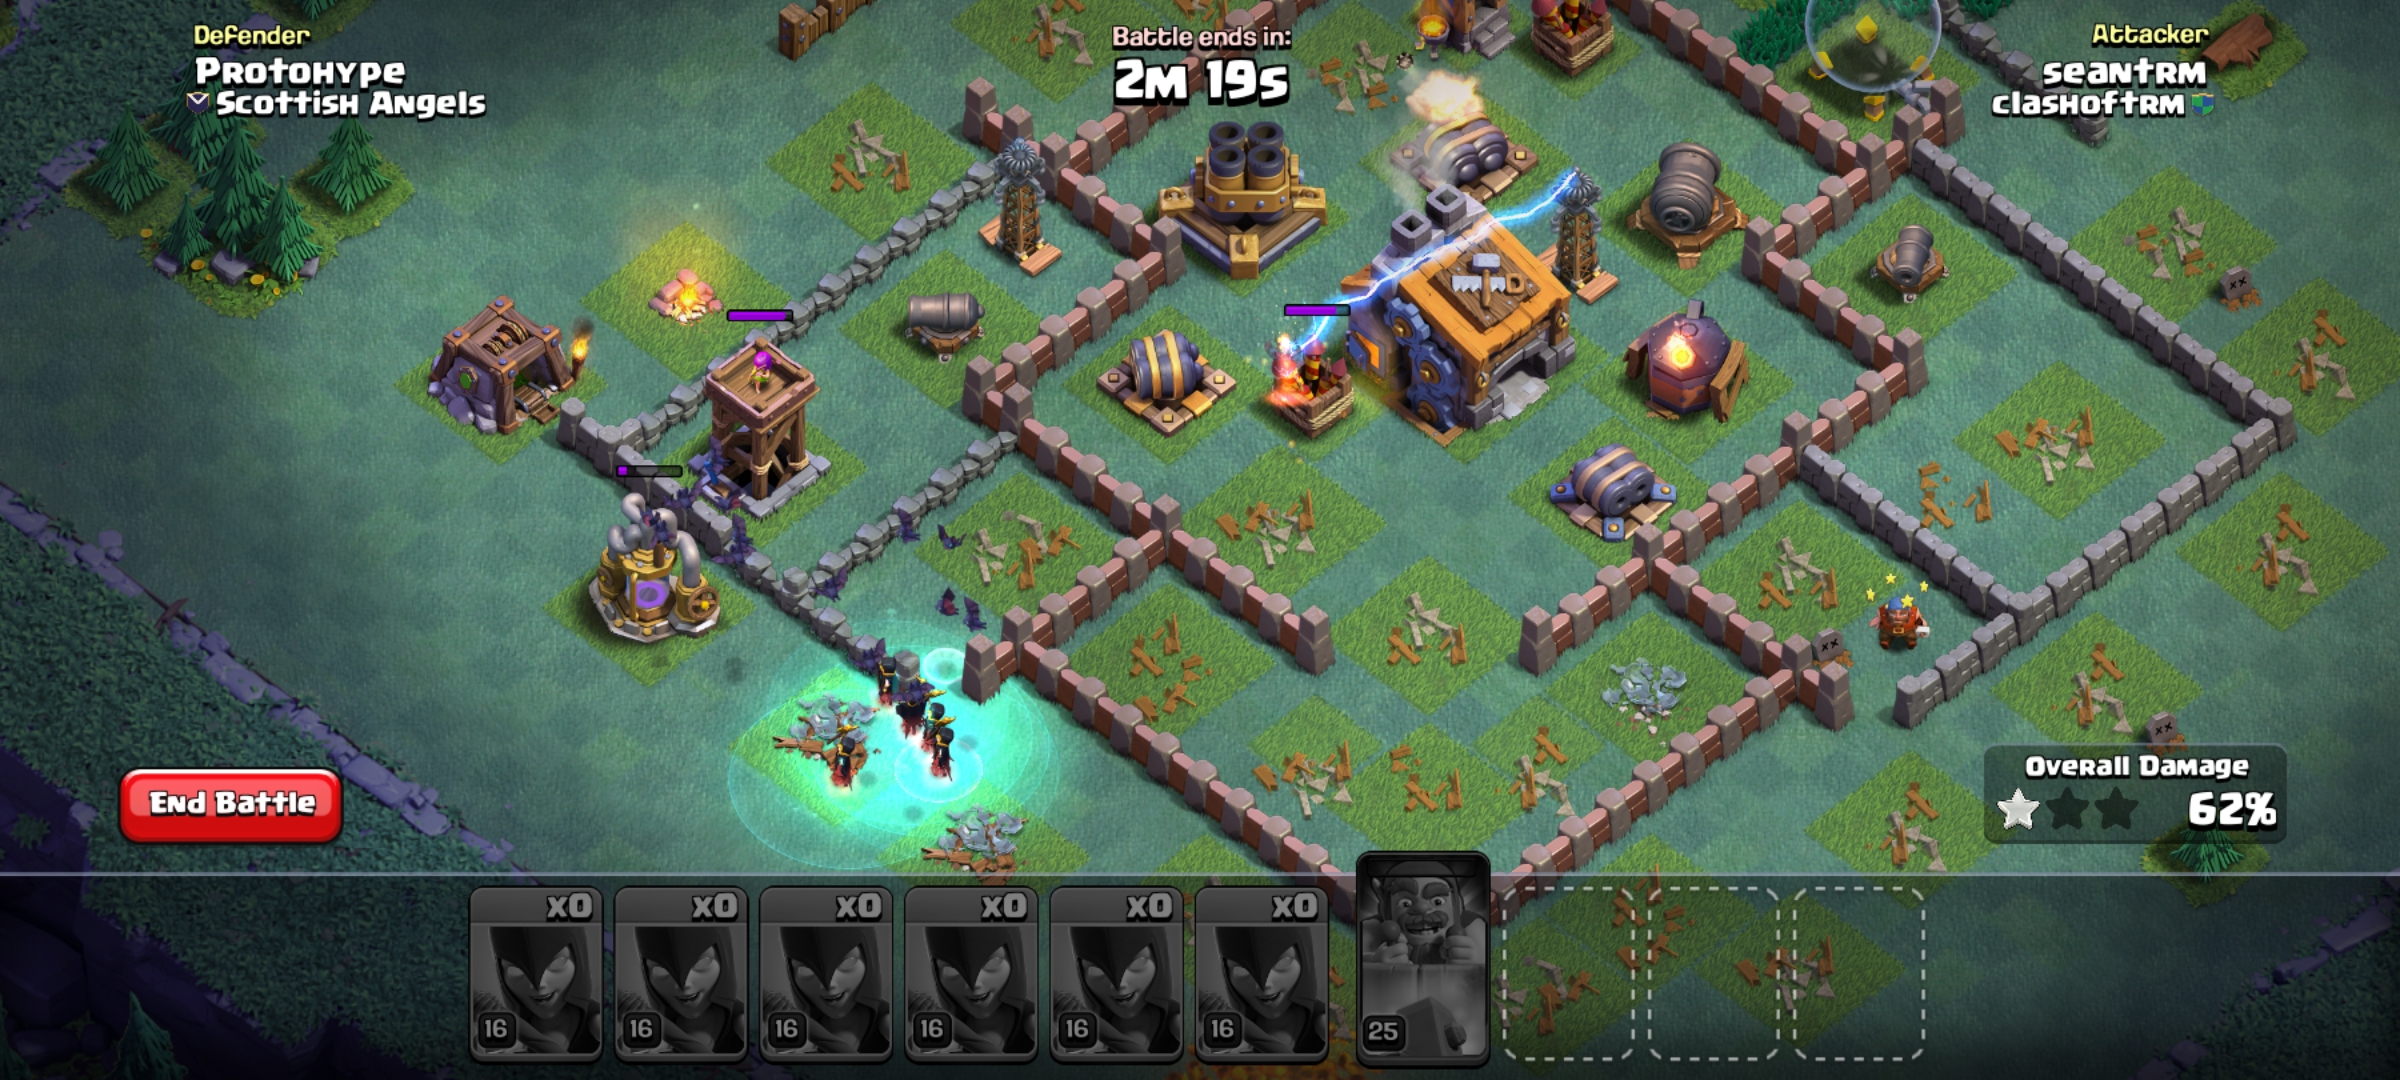 Defender
Protohype
Scottish Angels
Battle ends in:
2m 19s
Attacker
seantrm
clashoftrm
End Battle
Overall Damage
62%
x0
x0
x0
x0
x0
x0
16
16
16
16
16
16
25